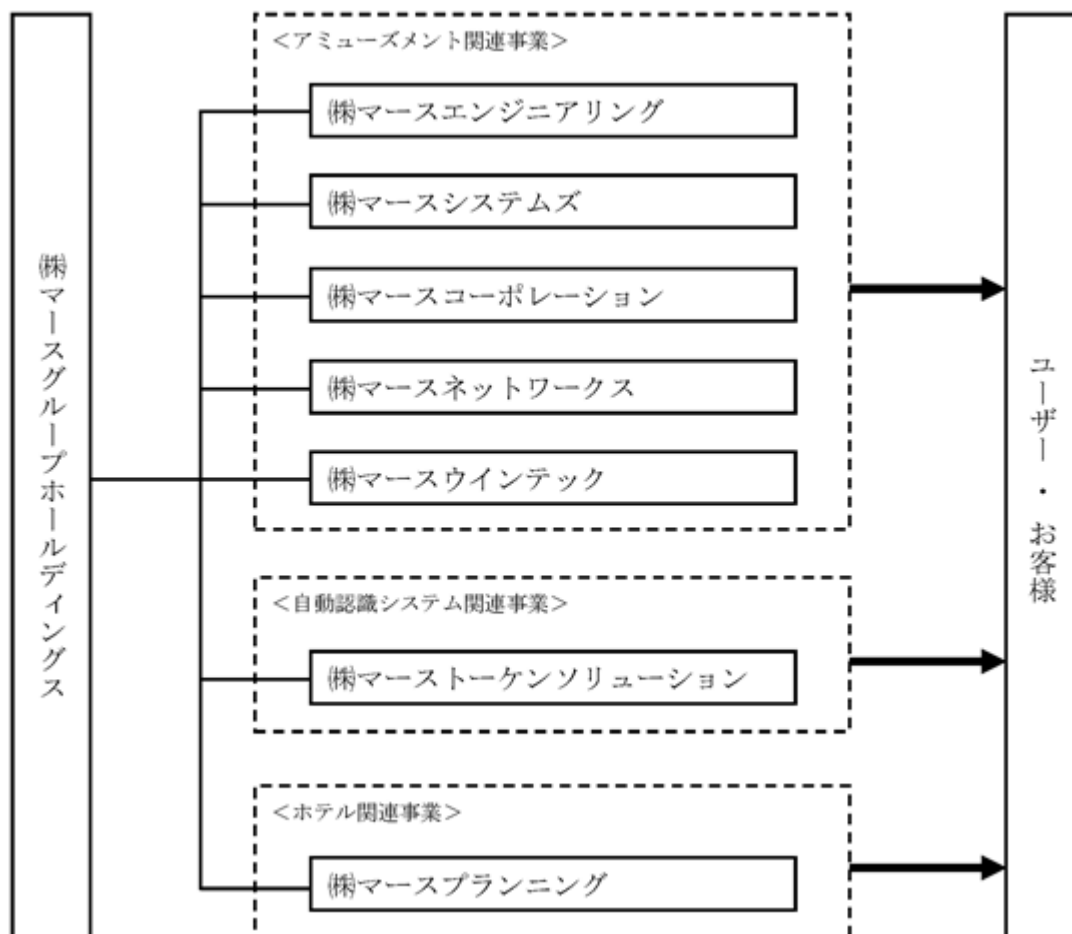 ㈱マースグループホールディングス
＜アミューズメント関連事業＞
㈱マースエンジニアリング
㈱マースシステムズ
㈱マースコーポレーション
㈱マースネットワークス
㈱マースウインテック
＜自動認識システム関連事業＞
㈱マーストーケンソリューション
＜ホテル関連事業＞
㈱マースプランニング
ユーザー・お客様